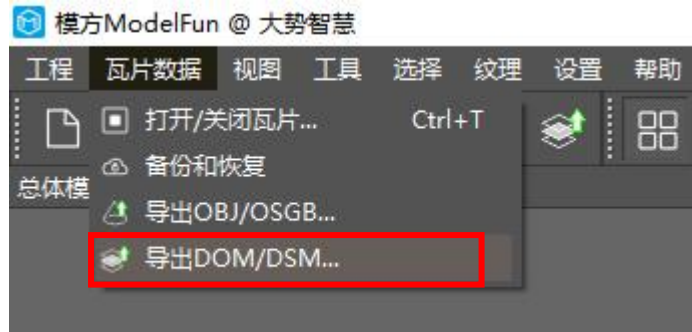 模方ModelFun @ 大势智慧
工程 瓦片数据 视图 工具 选择 纹理 设置 帮助
打开/关闭瓦片... Ctrl+T
备份和恢复
总体模
导出OBJ/OSGB...
导出DOM/DSM...